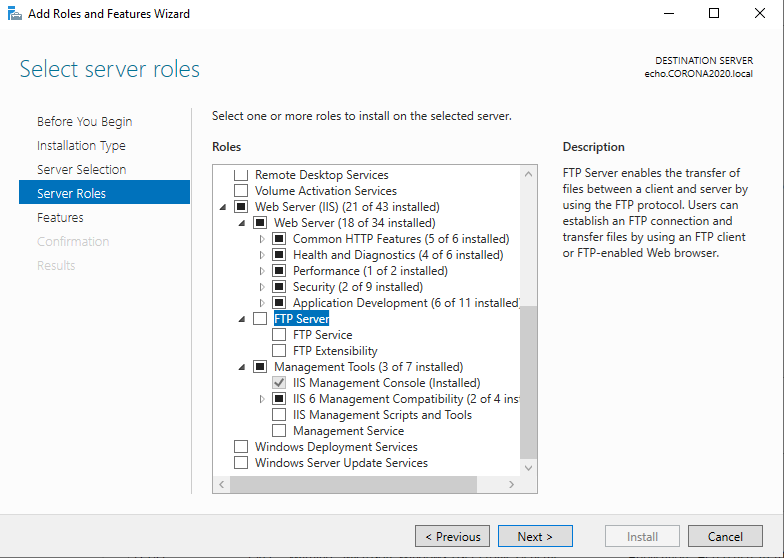 Add Roles and Features Wizard
Select server roles
DESTINATION SERVER
echo.CORONA2020.local
Before You Begin
Installation Type
Server Selection
Server Roles
Features
Confirmation
Results
Select one or more roles to install on the selected server.
Roles
Remote Desktop Services
Volume Activation Services
Web Server (IIS) (21 of 43 installed)
Web Server (18 of 34 installed)
Common HTTP Features (5 of 6 installed)
Health and Diagnostics (4 of 6 installed)
Performance (1 of 2 installed)
Security (2 of 9 installed)
Application Development (6 of 11 installed)
FTP Server
FTP Service
FTP Extensibility
Management Tools (3 of 7 installed)
IIS Management Console (Installed)
IIS 6 Management Compatibility (2 of 4 inst
IIS Management Scripts and Tools
Management Service
Windows Deployment Services
Windows Server Update Services
Description
FTP Server enables the transfer of
files between a client and server by
using the FTP protocol. Users can
establish an FTP connection and
transfer files by using an FTP client
or FTP-enabled Web browser.
< Previous
Next >
Install
Cancel